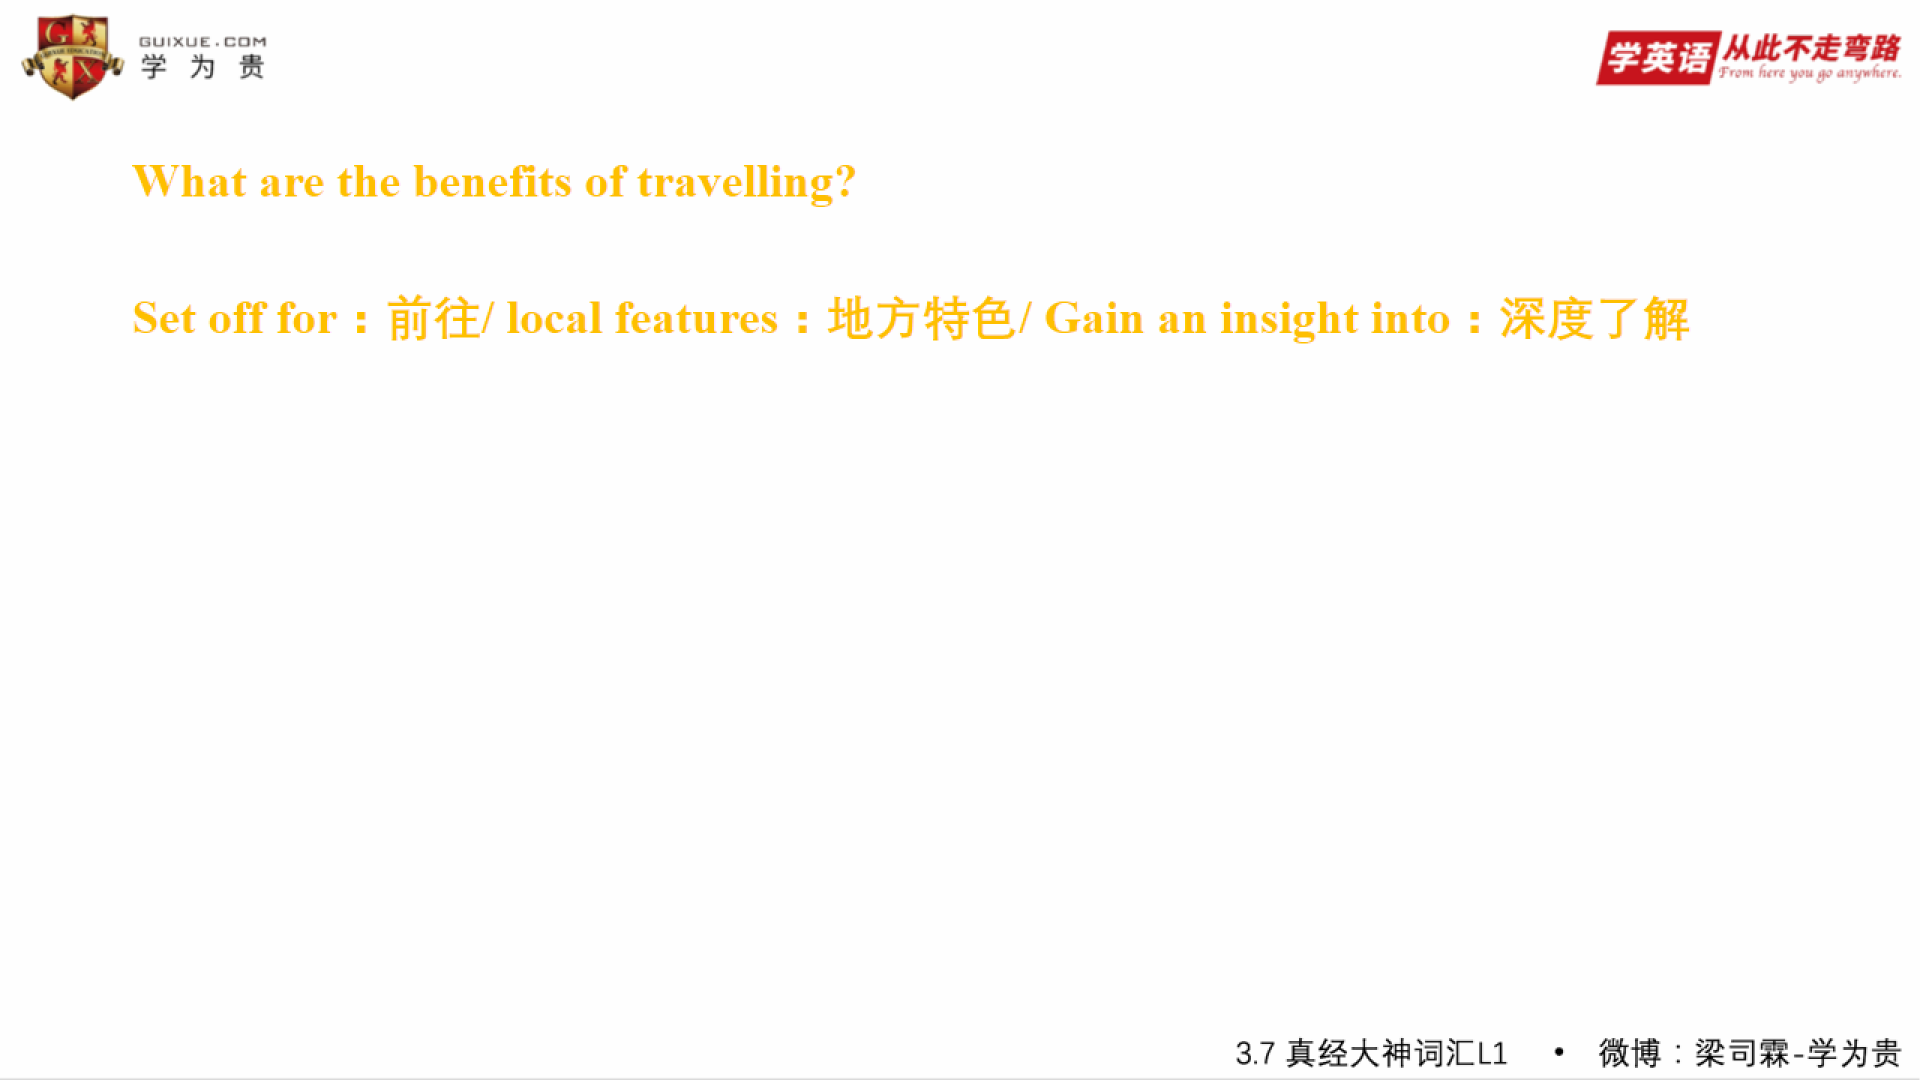 GUIXUE.COM
学为贵
学英语 从此不走弯路
From here you go anywhere.
What are the benefits of travelling?
Set off for：前往/ local features：地方特色/ Gain an insight into：深度了解
3.7 真经大神词汇L1 • 微博：梁司霖-学为贵